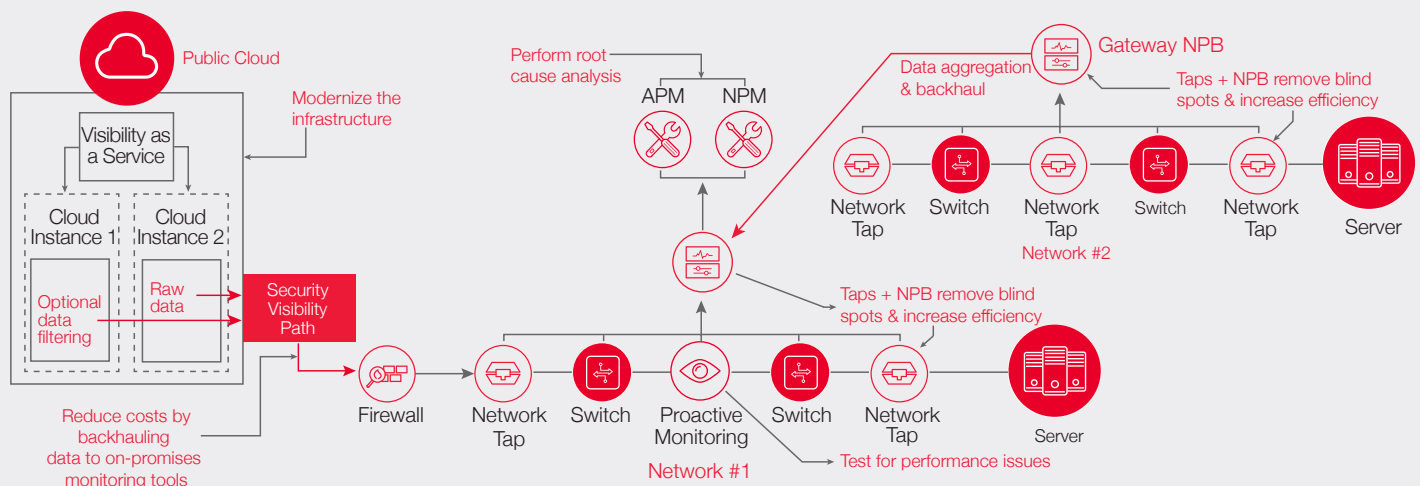 Public Cloud
Modernize the
infrastructure
Visibility as
a Service
Cloud
Instance 1
Cloud
Instance 2
Optional
data
filtering
Raw
data
Security
Visibility
Path
Reduce costs by
backhauling
data to on-promises
monitoring tools
Firewall
Network
Tap
Switch
Proactive
Monitoring
Network #1
Switch
Network
Tap
Server
Test for performance issues
Taps + NPB remove blind
spots & increase efficiency
Perform root
cause analysis
APM
NPM
Data aggregation
& backhaul
Gateway NPB
Taps + NPB remove blind
spots & increase efficiency
Network
Tap
Switch
Network
Tap
Network #2
Switch
Network
Tap
Server